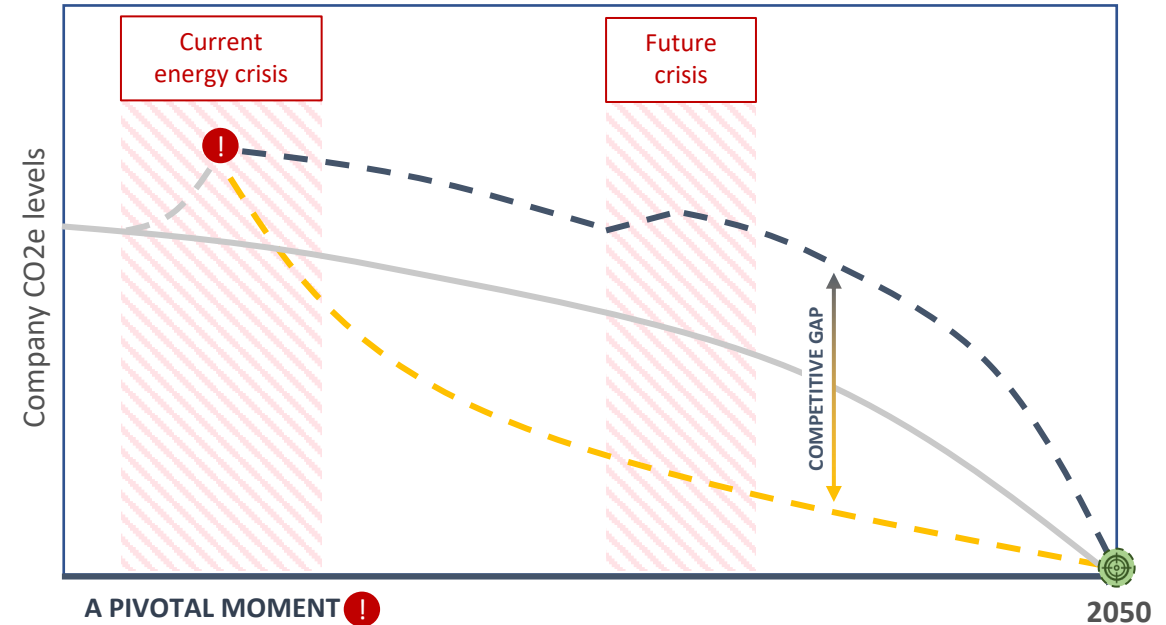 Current
energy crisis
Future
crisis
!
Company CO2e levels
COMPETITIVE GAP
A PIVOTAL MOMENT !
2050